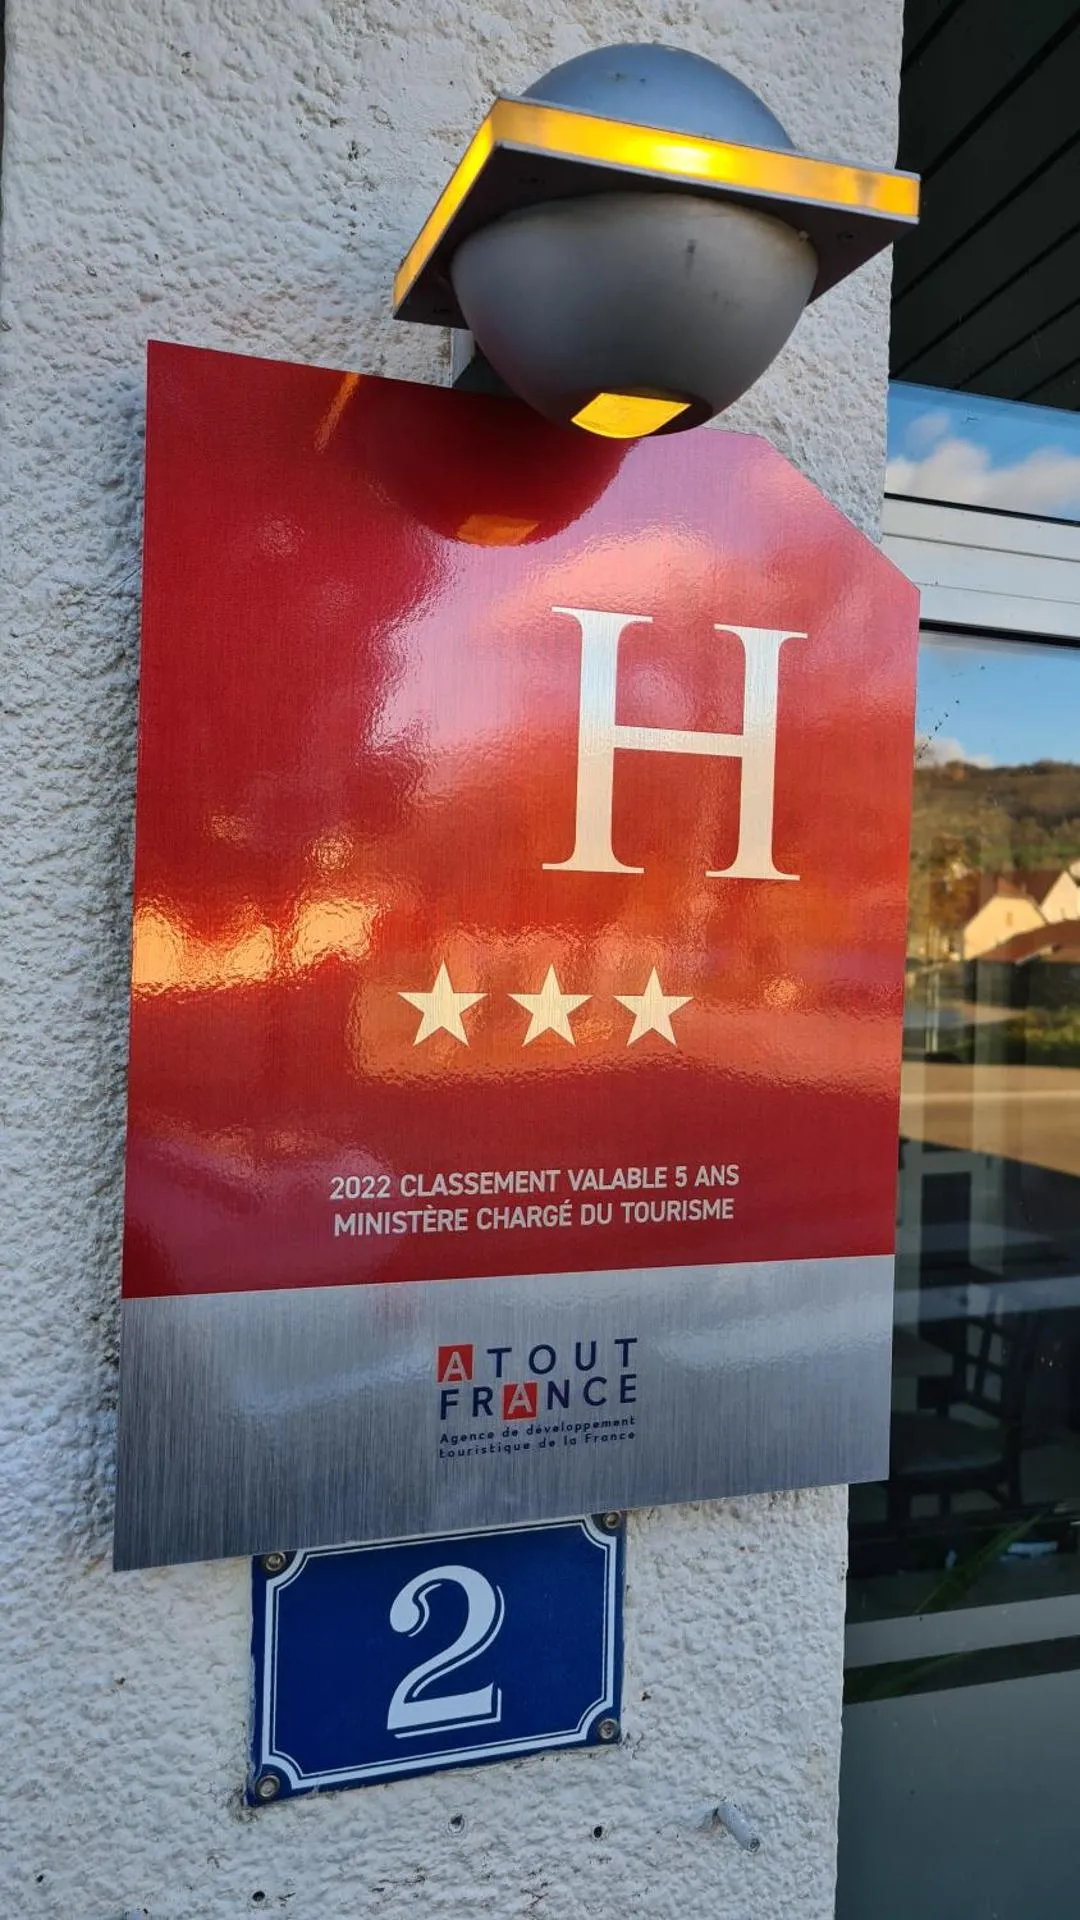 H
★★★
2022 CLASSEMENT VALABLE 5 ANS
MINISTÈRE CHARGÉ DU TOURISME
ATOUT
FRANCE
Agence de développement
touristique de la France
2